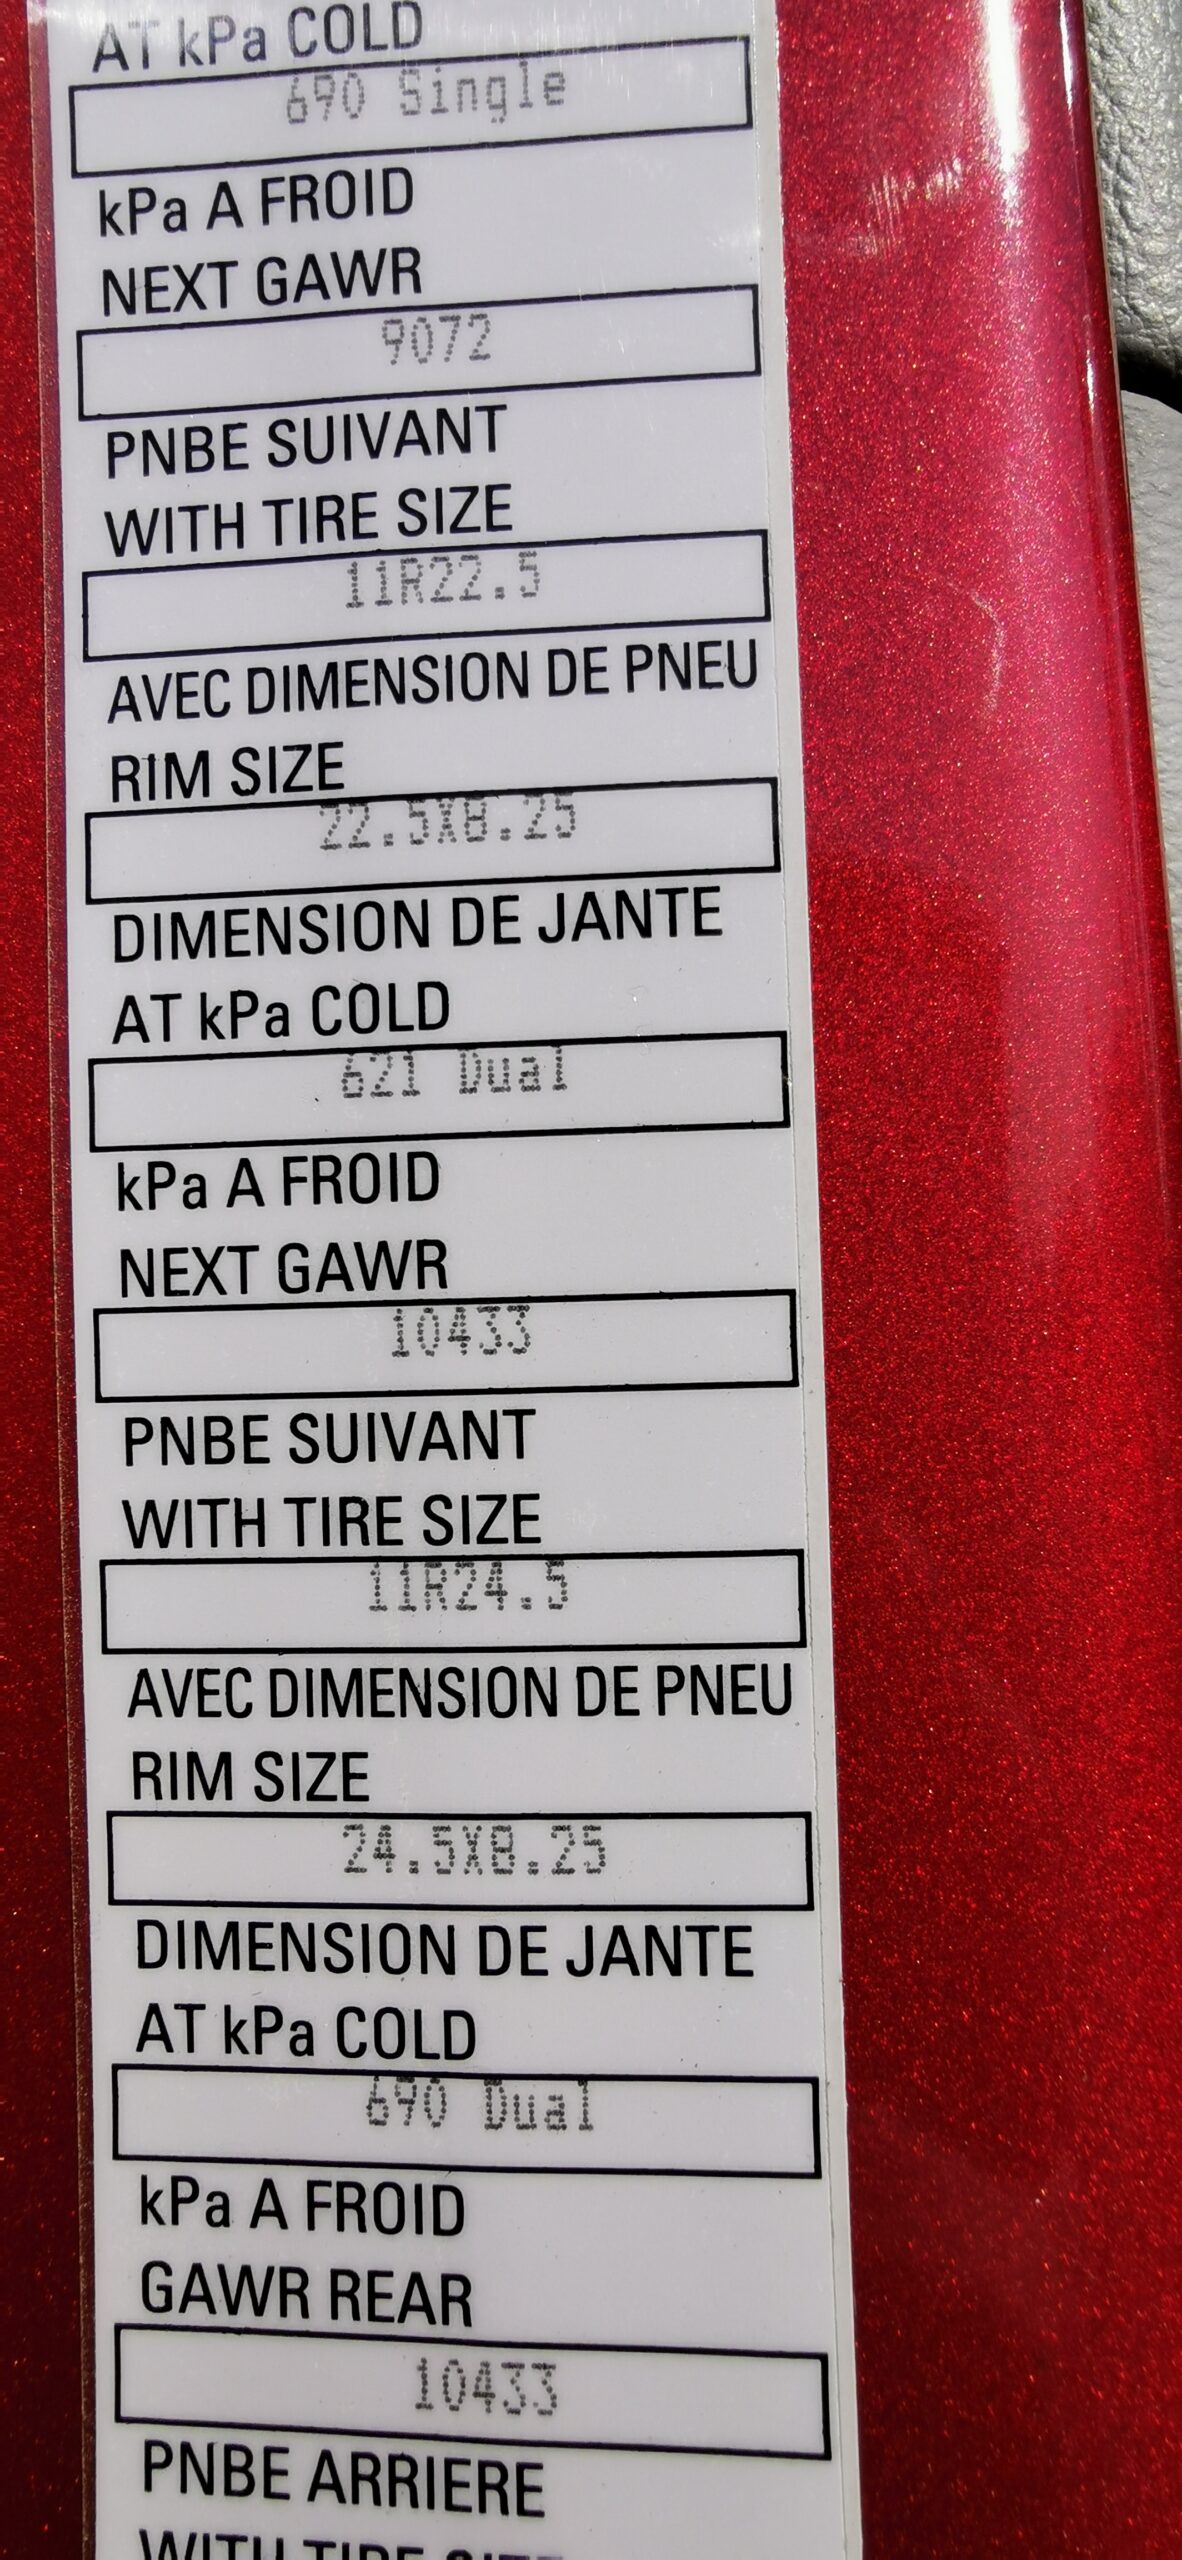 AT kPa COLD
690 Single
kPa A FROID
NEXT GAWR
9072
PNBE SUIVANT
WITH TIRE SIZE
11R22.5
AVEC DIMENSION DE PNEU
RIM SIZE
22.5X8.25
DIMENSION DE JANTE
AT kPa COLD
621 Dual
kPa A FROID
NEXT GAWR
10433
PNBE SUIVANT
WITH TIRE SIZE
11R24.5
AVEC DIMENSION DE PNEU
RIM SIZE
24.5X8.25
DIMENSION DE JANTE
AT kPa COLD
690 Dual
kPa A FROID
GAWR REAR
10433
PNBE ARRIERE
WITH TIRE SIZE